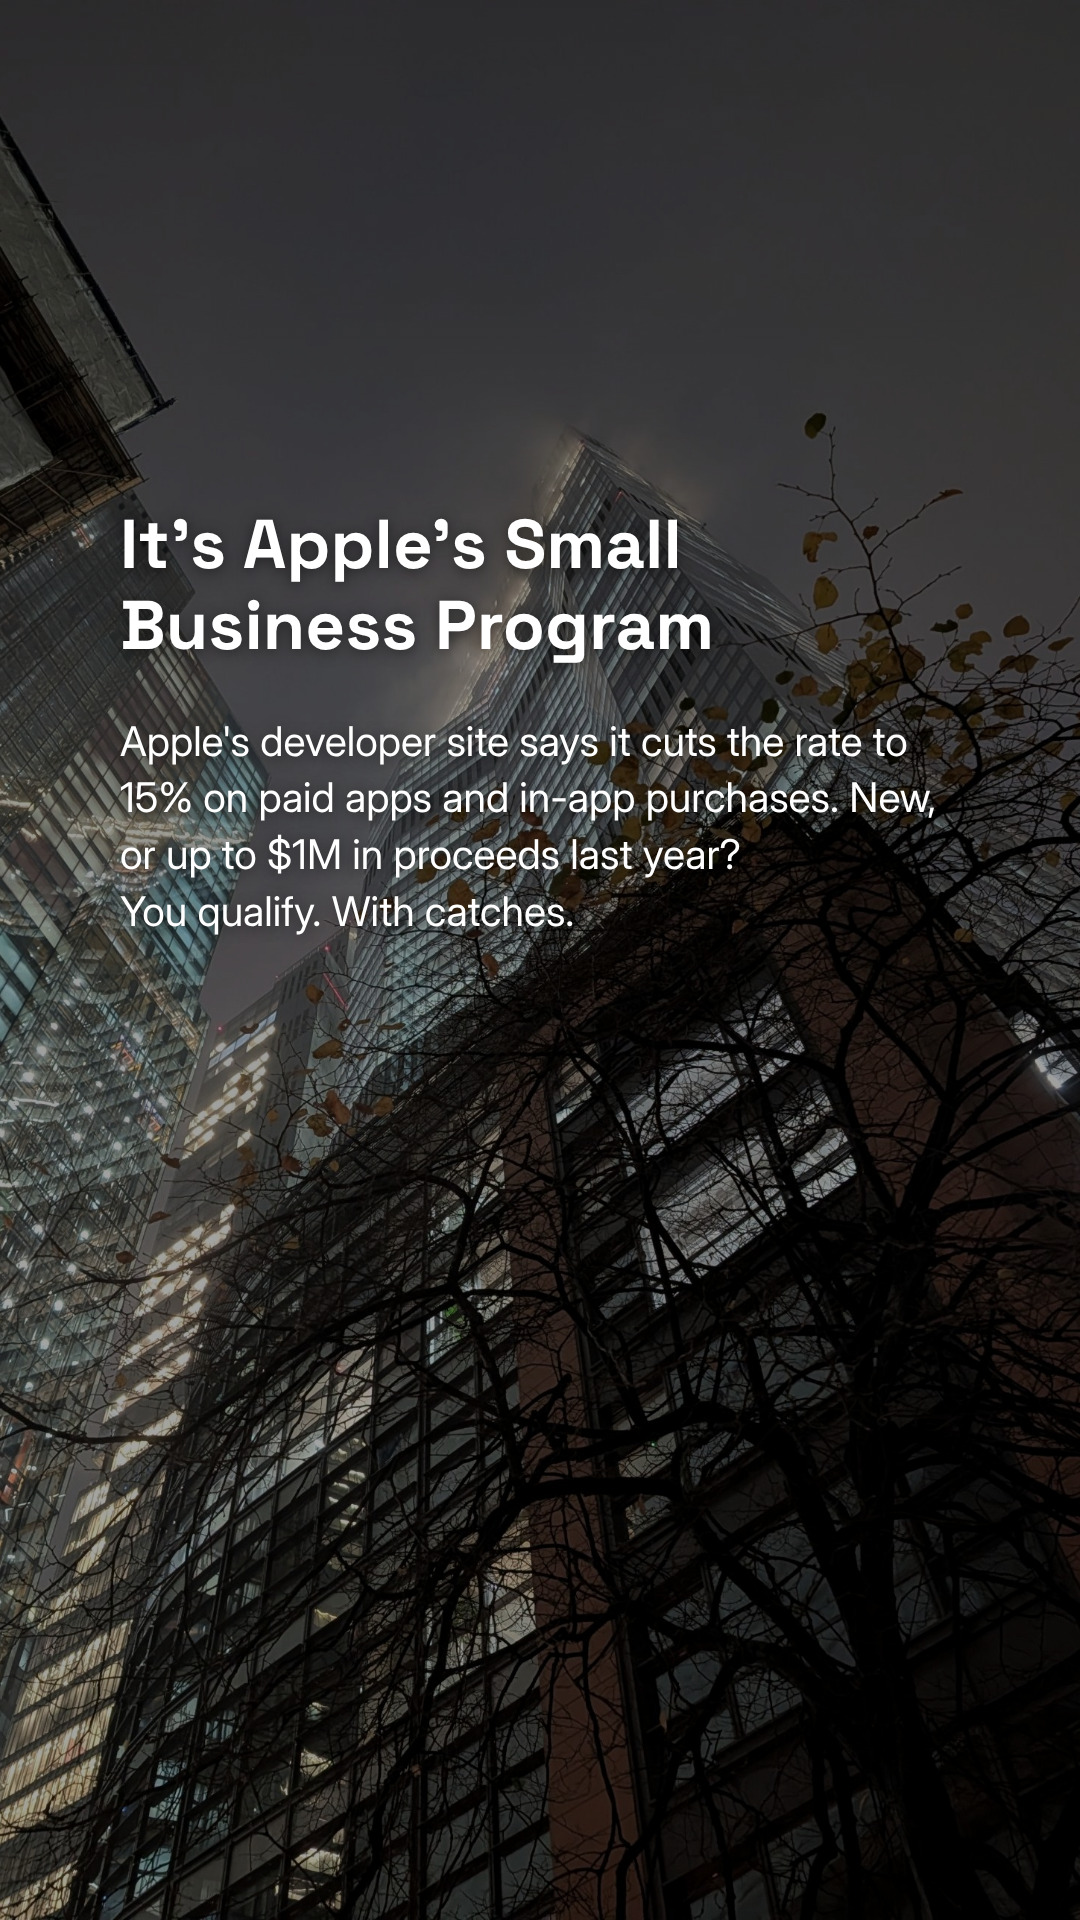 It’s Apple’s Small
Business Program
Apple's developer site says it cuts the rate to
15% on paid apps and in-app purchases. New,
or up to $1M in proceeds last year?
You qualify. With catches.